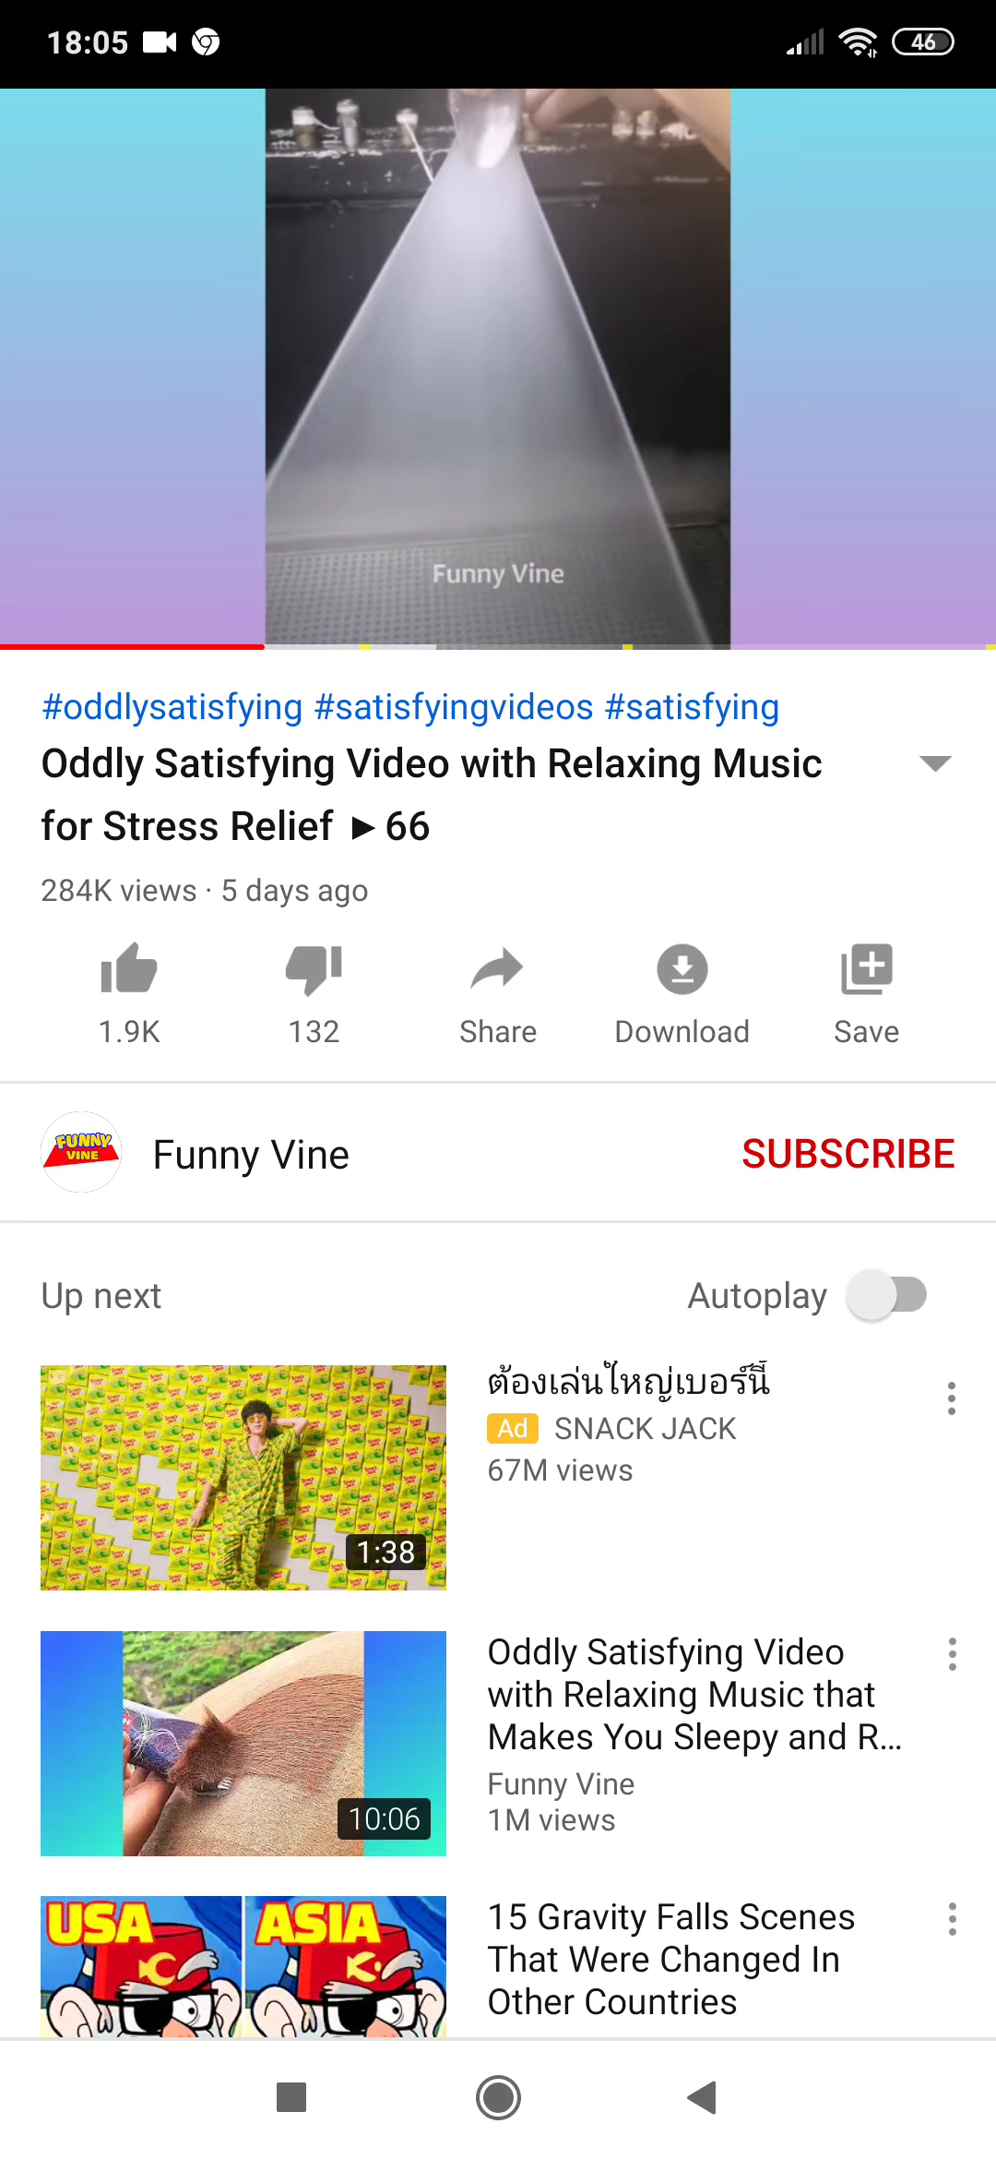 18:05
46
Funny Vine
#oddlysatisfying #satisfyingvideos #satisfying
Oddly Satisfying Video with Relaxing Music
for Stress Relief ►66
284K views · 5 days ago
1.9K
132
Share
Download
Save
FUNNY
VINE
Funny Vine
SUBSCRIBE
Up next
Autoplay
1:38
ต้องเล่นใหญ่เบอร์นี้
Ad SNACK JACK
67M views
10:06
Oddly Satisfying Video
with Relaxing Music that
Makes You Sleepy and R...
Funny Vine
1M views
USA
ASIA
15 Gravity Falls Scenes
That Were Changed In
Other Countries